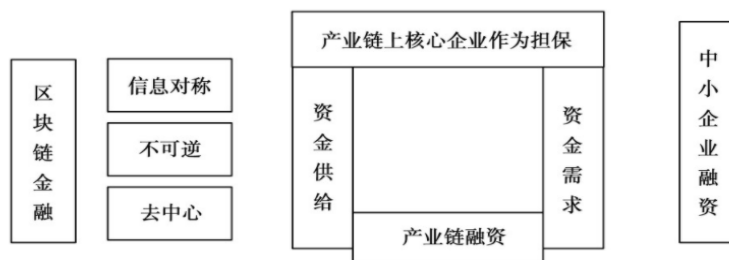 区块链金融
信息对称
不可逆
去中心
产业链上核心企业作为担保
资金供给
资金需求
产业链融资
中小企业融资